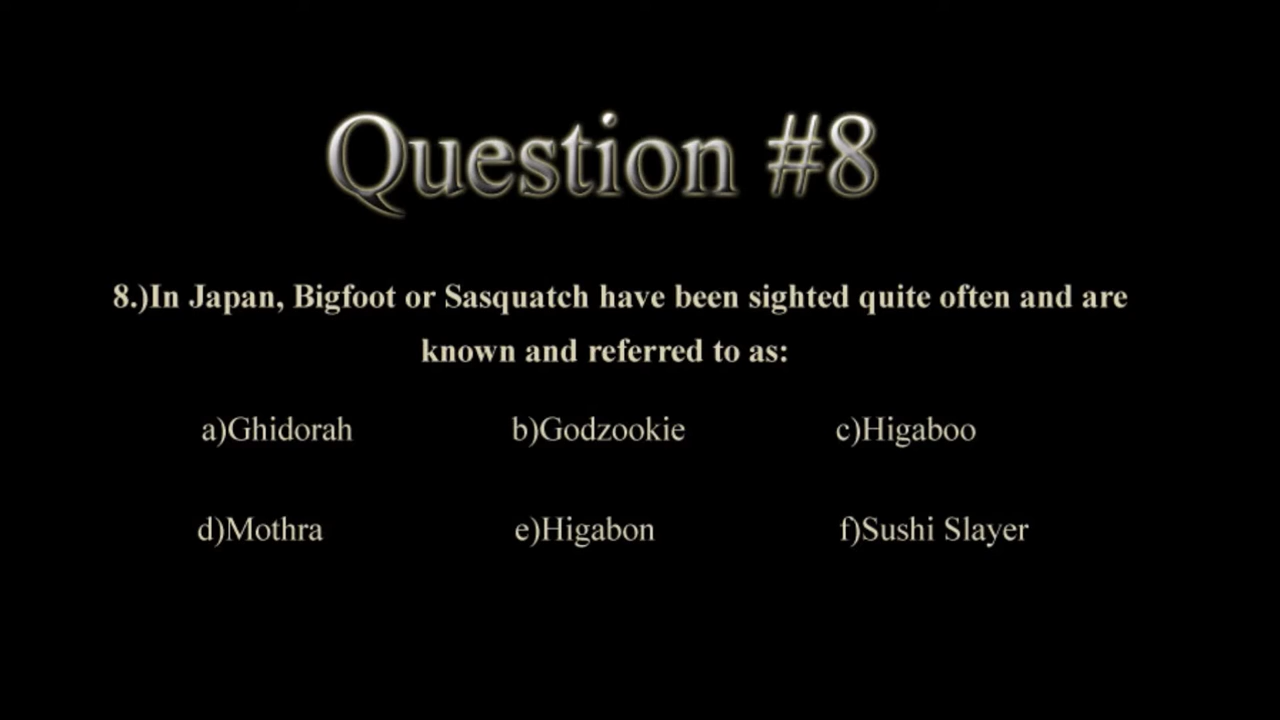 Question #8
8.)In Japan, Bigfoot or Sasquatch have been sighted quite often and are
known and referred to as:
a)Ghidorah b)Godzookie c)Higaboo
d)Mothra e)Higabon f)Sushi Slayer